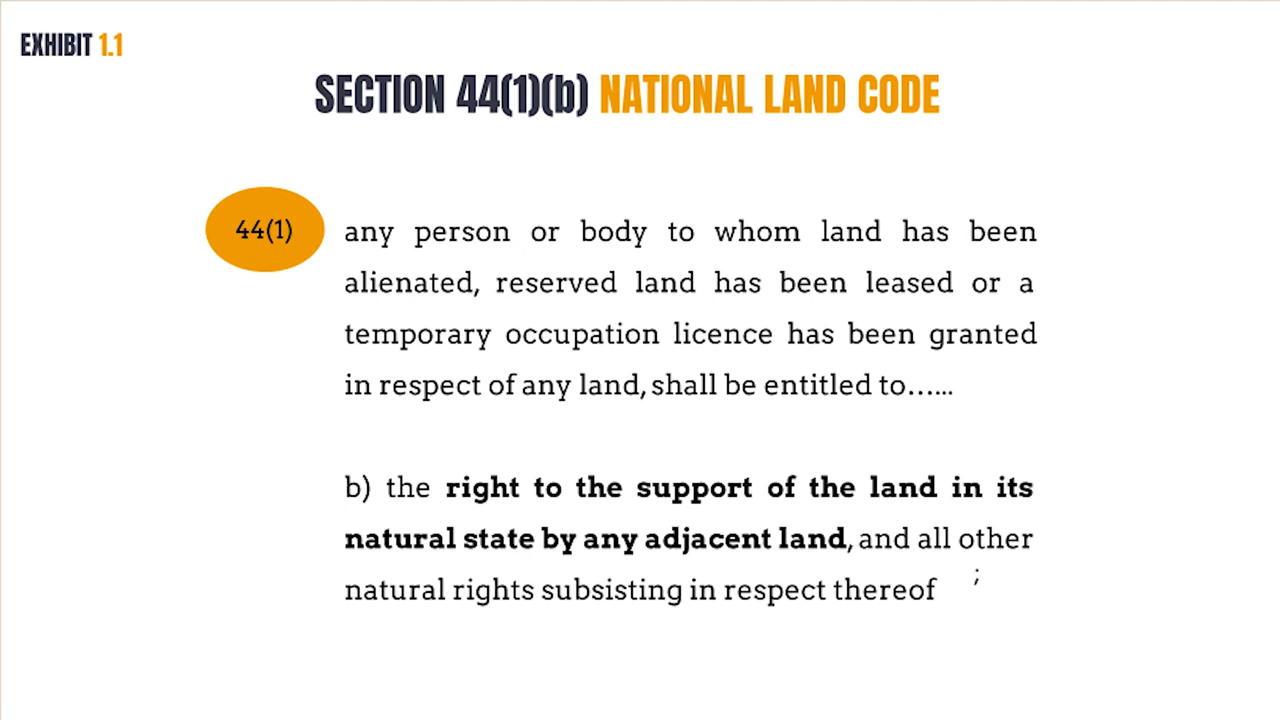 EXHIBIT 1.1
SECTION 44(1)(b) NATIONAL LAND CODE
44(1)
any person or body to whom land has been
alienated, reserved land has been leased or a
temporary occupation licence has been granted
in respect of any land, shall be entitled to…...
b) the right to the support of the land in its
natural state by any adjacent land, and all other
natural rights subsisting in respect thereof ;